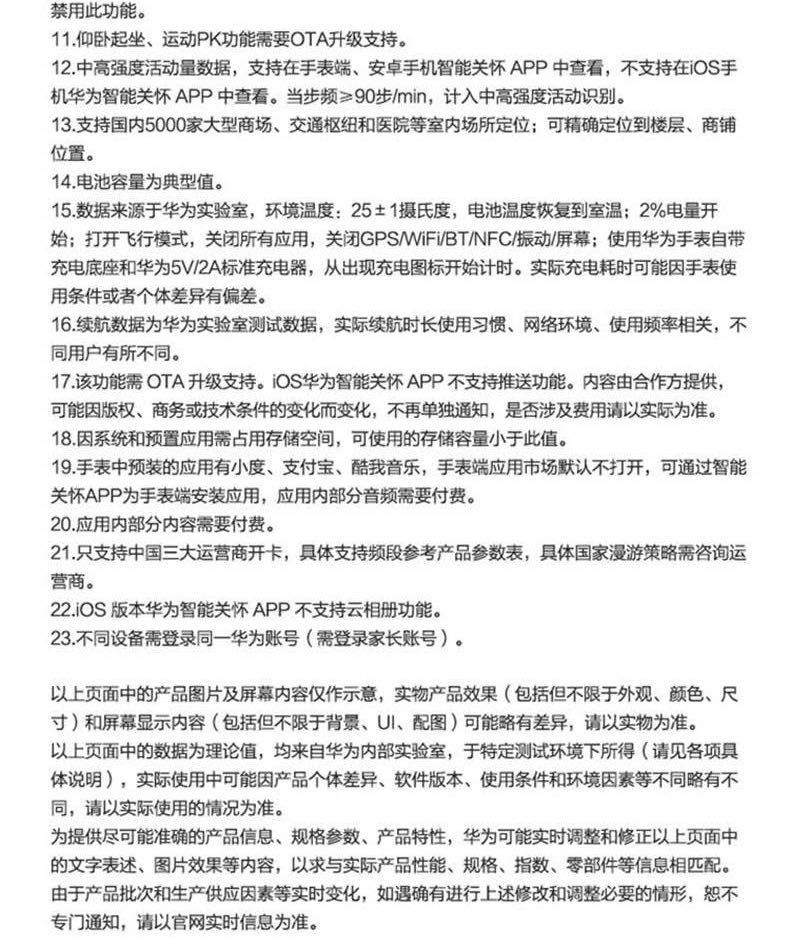 禁用此功能。
11.仰卧起坐、运动PK功能需要OTA升级支持。
12.中高强度活动量数据，支持在手表端、安卓手机智能关怀 APP 中查看，不支持在iOS手
机华为智能关怀 APP 中查看。当步频≥90步/min，计入中高强度活动识别。
13.支持国内5000家大型商场、交通枢纽和医院等室内场所定位；可精确定位到楼层、商铺
位置。
14.电池容量为典型值。
15.数据来源于华为实验室，环境温度：25±1摄氏度，电池温度恢复到室温；2%电量开
始；打开飞行模式，关闭所有应用，关闭GPS/WiFi/BT/NFC/振动/屏幕；使用华为手表自带
充电底座和华为5V/2A标准充电器，从出现充电图标开始计时。实际充电耗时可能因手表使
用条件或者个体差异有偏差。
16.续航数据为华为实验室测试数据，实际续航时长使用习惯、网络环境、使用频率相关，不
同用户有所不同。
17.该功能需 OTA 升级支持。iOS华为智能关怀 APP 不支持推送功能。内容由合作方提供，
可能因版权、商务或技术条件的变化而变化，不再单独通知，是否涉及费用请以实际为准。
18.因系统和预置应用需占用存储空间，可使用的存储容量小于此值。
19.手表中预装的应用有小度、支付宝、酷我音乐，手表端应用市场默认不打开，可通过智能
关怀APP为手表端安装应用，应用内部分音频需要付费。
20.应用内部分内容需要付费。
21.只支持中国三大运营商开卡，具体支持频段参考产品参数表，具体国家漫游策略需咨询运
营商。
22.iOS 版本华为智能关怀 APP 不支持云相册功能。
23.不同设备需登录同一华为账号（需登录家长账号）。
以上页面中的产品图片及屏幕内容仅作示意，实物产品效果（包括但不限于外观、颜色、尺
寸）和屏幕显示内容（包括但不限于背景、UI、配图）可能略有差异，请以实物为准。
以上页面中的数据为理论值，均来自华为内部实验室，于特定测试环境下所得（请见各项具
体说明），实际使用中可能因产品个体差异、软件版本、使用条件和环境因素等不同略有不
同，请以实际使用的情况为准。
为提供尽可能准确的产品信息、规格参数、产品特性，华为可能实时调整和修正以上页面中
的文字表述、图片效果等内容，以求与实际产品性能、规格、指数、零部件等信息相匹配。
由于产品批次和生产供应因素等实时变化，如遇确有进行上述修改和调整必要的情形，恕不
专门通知，请以官网实时信息为准。